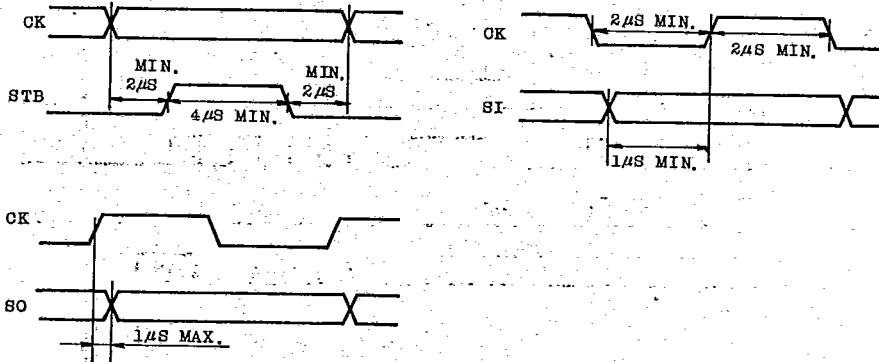 CK
MIN.
2μS
MIN.
2μS
STB
4μS MIN.
CK
2μS MIN.
2μS MIN.
SI
1μS MIN.
CK
SO
1μS MAX.